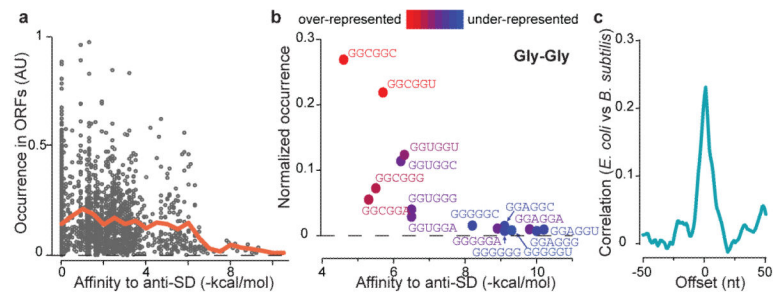 a
Occurrence in ORFs (AU)
1
0.5
0
0
4
8
Affinity to anti-SD (-kcal/mol)
b
over-represented
under-represented
Gly-Gly
Normalized occurrence
0.3
0.2
0.1
0
GGCGGC
GGCGGU
GGUGGU
GGUGGC
GGCGGG
GGCGGA
GGUGGG
GGUGGA
GGGGGC
GGAGGC
GGAGGA
GGAGGU
GGGGGA
GGAGGG
GGGGGG
GGGGGU
4
6
8
10
Affinity to anti-SD (-kcal/mol)
c
Correlation (E. coli vs B. subtilis)
0.3
0.2
0.1
0.0
-50
-25
0
25
50
Offset (nt)